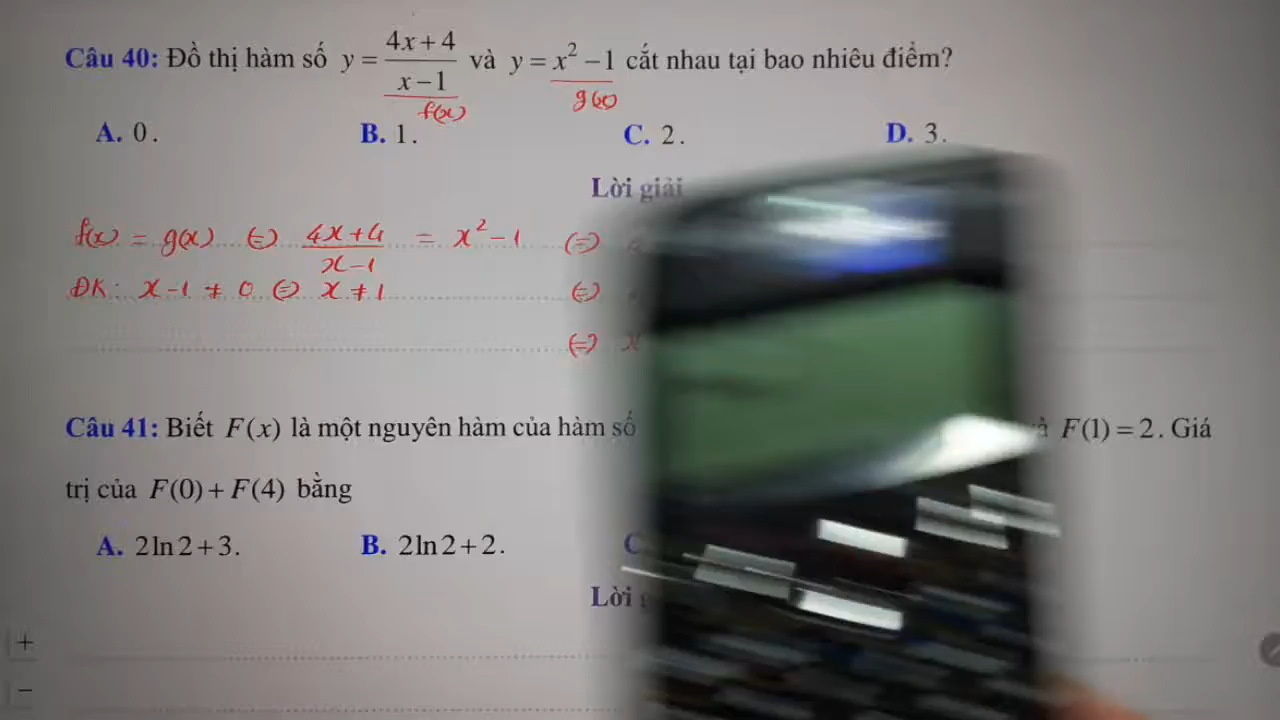 Câu 40: Đồ thị hàm số y = \frac{4x+4}{x-1} và y = x² − 1 cắt nhau tại bao nhiêu điểm?
f(x) g(x)
A. 0. B. 1. C. 2. D. 3.
Lời giải
f(x) = g(x) ⇔ \frac{4x+4}{x-1} = x² − 1 ⇔
ĐK: x − 1 ≠ 0 ⇔ x ≠ 1 ⇔
⇔ x
Câu 41: Biết F(x) là một nguyên hàm của hàm số F(1) = 2. Giá
trị của F(0) + F(4) bằng
A. 2ln2+3. B. 2ln2+2. C
Lời
+
−